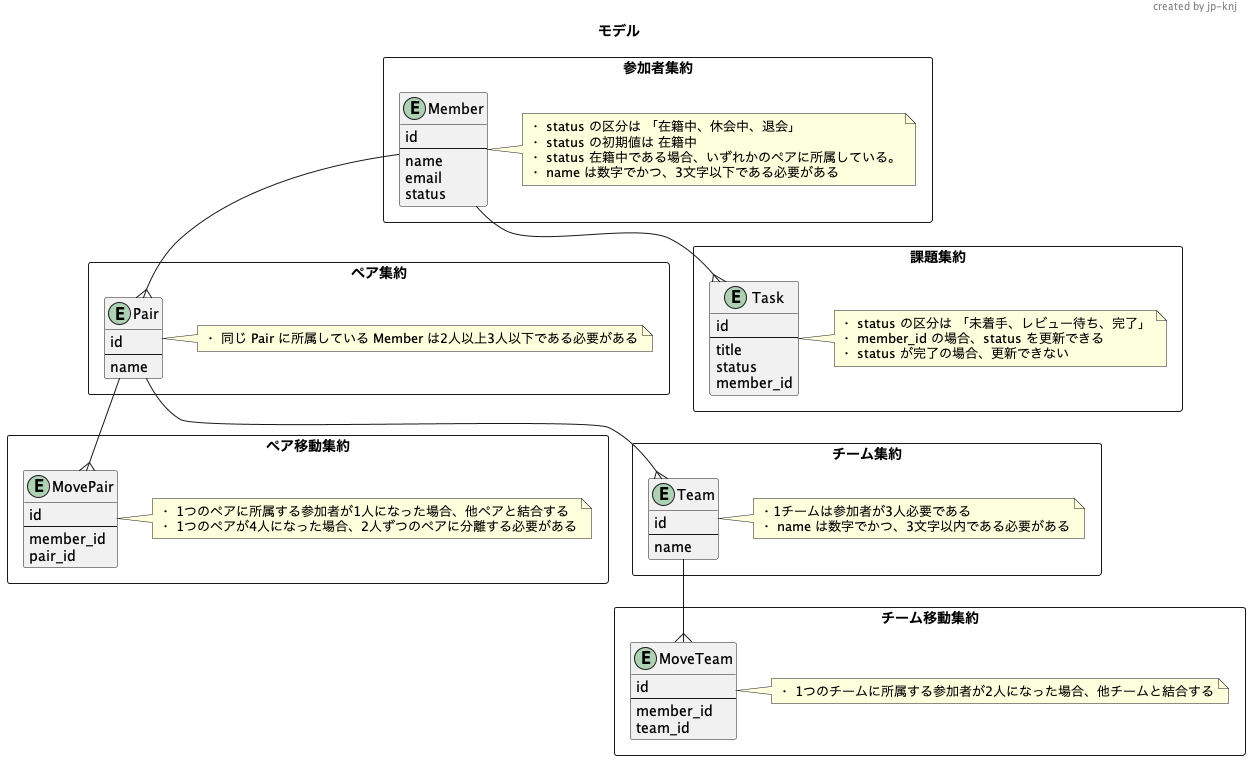 created by jp-knj
モデル
参加者集約
E Member
id
name
email
status
・ status の区分は 「在籍中、休会中、退会」
・ status の初期値は 在籍中
・ status 在籍中である場合、いずれかのペアに所属している。
・ name は数字でかつ、3文字以下である必要がある
ペア集約
E Pair
id
name
・ 同じ Pair に所属している Member は2人以上3人以下である必要がある
課題集約
E Task
id
title
status
member_id
・ status の区分は 「未着手、レビュー待ち、完了」
・ member_id の場合、status を更新できる
・ status が完了の場合、更新できない
ペア移動集約
E MovePair
id
member_id
pair_id
・ 1つのペアに所属する参加者が1人になった場合、他ペアと結合する
・ 1つのペアが4人になった場合、2人ずつのペアに分離する必要がある
チーム集約
E Team
id
name
・1チームは参加者が3人必要である
・ name は数字でかつ、3文字以内である必要がある
チーム移動集約
E MoveTeam
id
member_id
team_id
・ 1つのチームに所属する参加者が2人になった場合、他チームと結合する